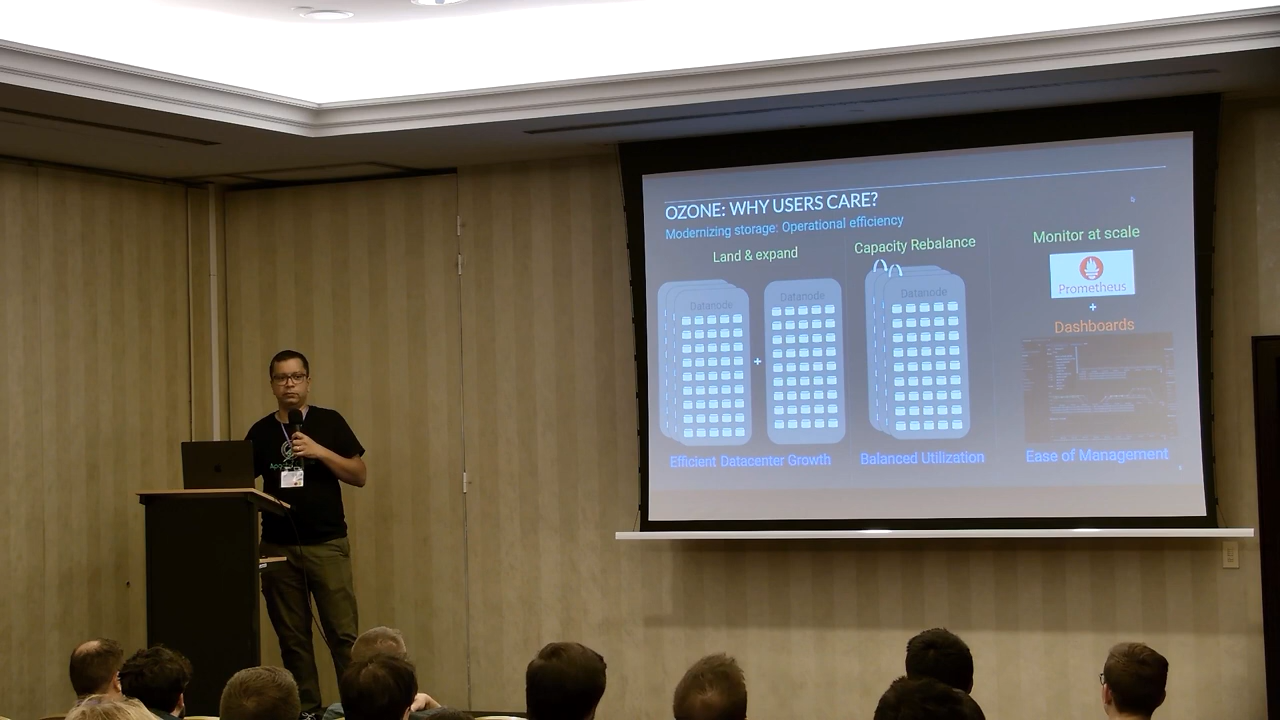 OZONE: WHY USERS CARE?
Modernizing storage: Operational efficiency
Land & expand
Datanode
+
Datanode
Efficient Datacenter Growth
Capacity Rebalance
Datanode
Balanced Utilization
Monitor at scale
Prometheus
+
Dashboards
Ease of Management